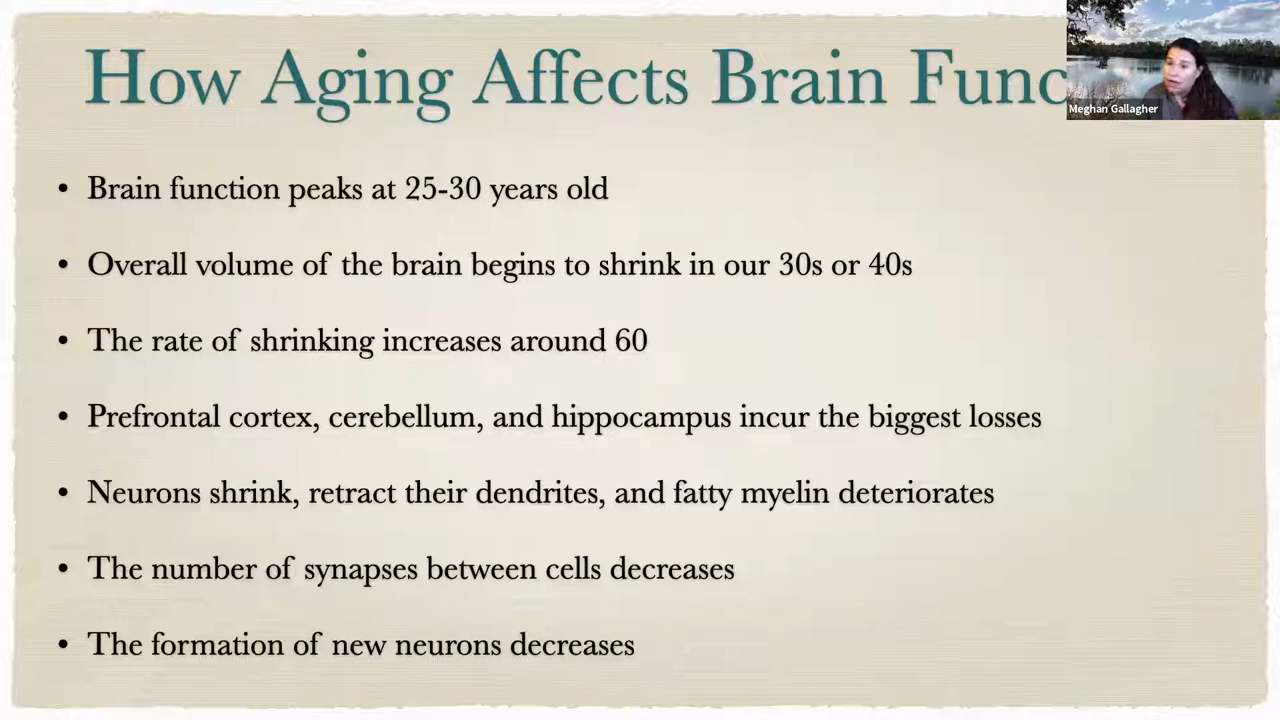 How Aging Affects Brain Func
Meghan Gallagher
• Brain function peaks at 25-30 years old
• Overall volume of the brain begins to shrink in our 30s or 40s
• The rate of shrinking increases around 60
• Prefrontal cortex, cerebellum, and hippocampus incur the biggest losses
• Neurons shrink, retract their dendrites, and fatty myelin deteriorates
• The number of synapses between cells decreases
• The formation of new neurons decreases